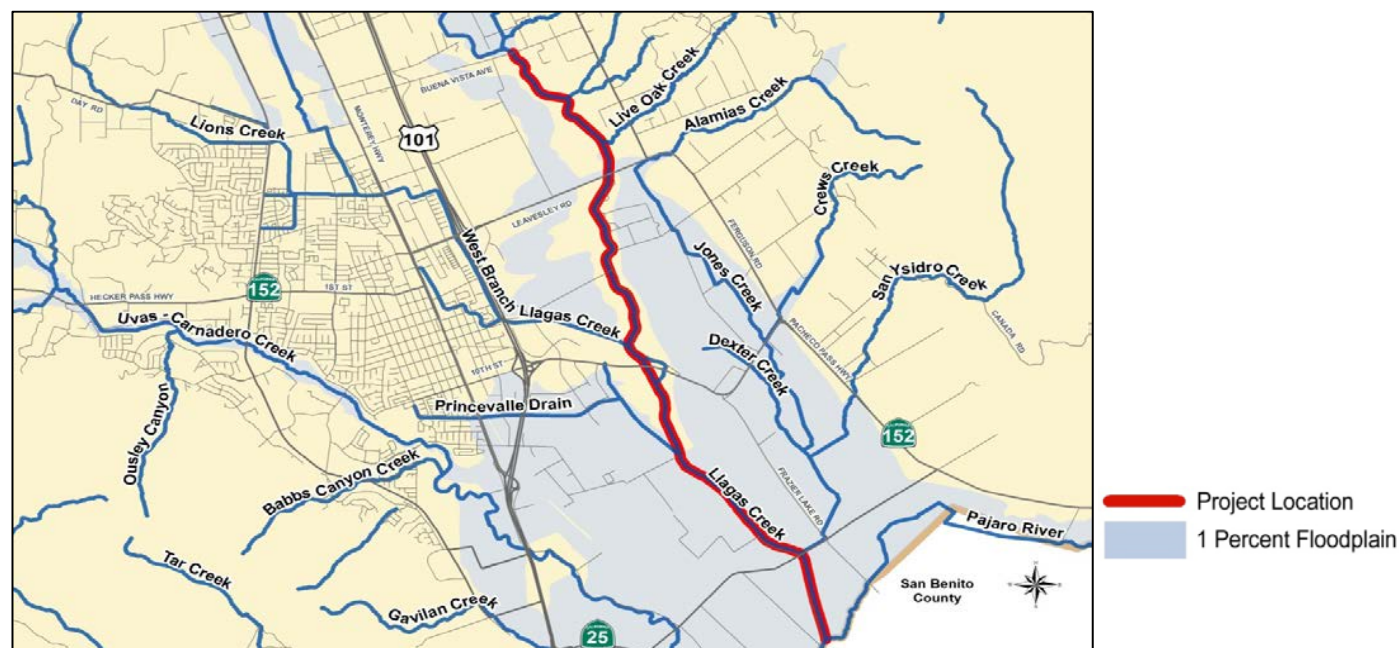 BUENA VISTA AVE
Live Oak Creek
Alamias Creek
DAY RD
Lions Creek
MONTEREY HWY
101
Crews Creek
LEAVESLEY RD
FERGUSON RD
West Branch
Llagas Creek
Jones Creek
San Ysidro Creek
152
HECKER PASS HWY
1ST ST
Uvas - Carnadero Creek
CANADA RD
PACHECO PASS HWY
Dexter Creek
10TH ST
Princevalle Drain
152
Ousley Canyon
Babbs Canyon Creek
Llagas Creek
FRAZIER LAKE RD
Pajaro River
Tar Creek
Gavilan Creek
25
San Benito
County
Project Location
1 Percent Floodplain